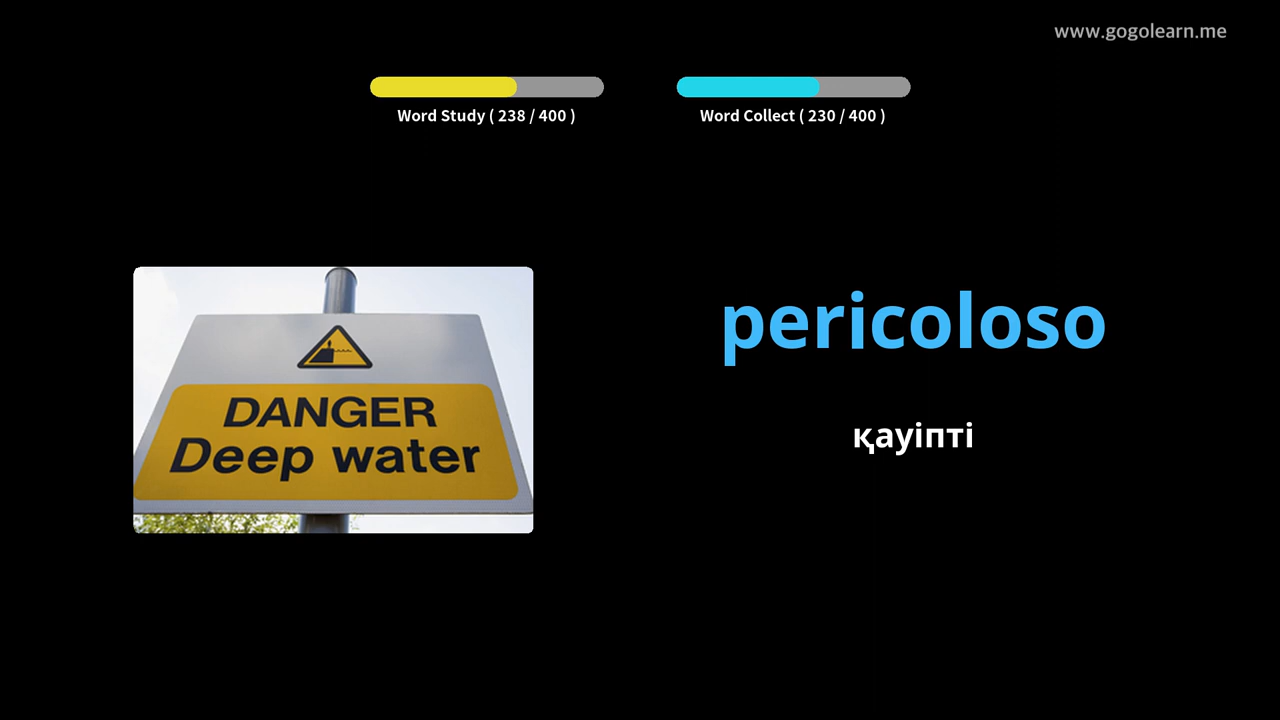 www.gogolearn.me
Word Study ( 238 / 400 )
Word Collect ( 230 / 400 )
DANGER
Deep water
pericoloso
қауіпті